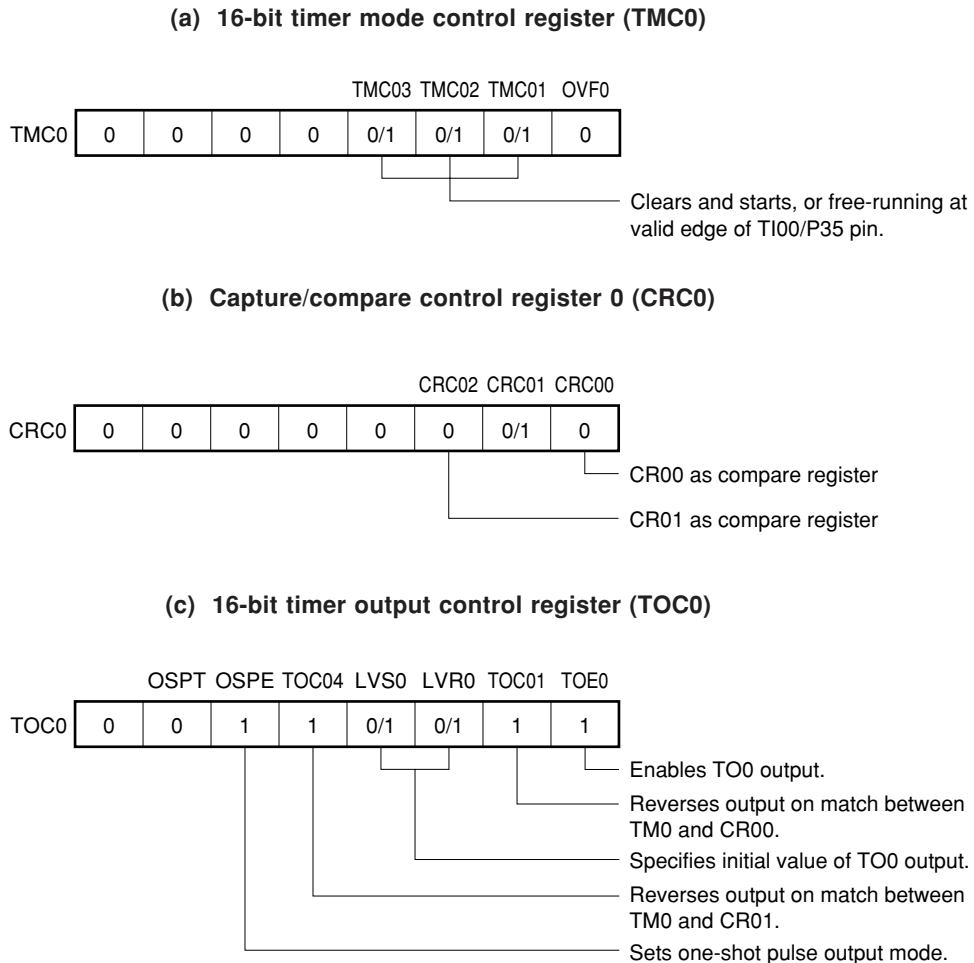 (a) 16-bit timer mode control register (TMC0)
TMC03 TMC02 TMC01 OVF0
TMC0 0 0 0 0 0/1 0/1 0/1 0
Clears and starts, or free-running at
valid edge of TI00/P35 pin.
(b) Capture/compare control register 0 (CRC0)
CRC02 CRC01 CRC00
CRC0 0 0 0 0 0 0 0/1 0
CR00 as compare register
CR01 as compare register
(c) 16-bit timer output control register (TOC0)
OSPT OSPE TOC04 LVS0 LVR0 TOC01 TOE0
TOC0 0 0 1 1 0/1 0/1 1 1
Enables TO0 output.
Reverses output on match between
TM0 and CR00.
Specifies initial value of TO0 output.
Reverses output on match between
TM0 and CR01.
Sets one-shot pulse output mode.